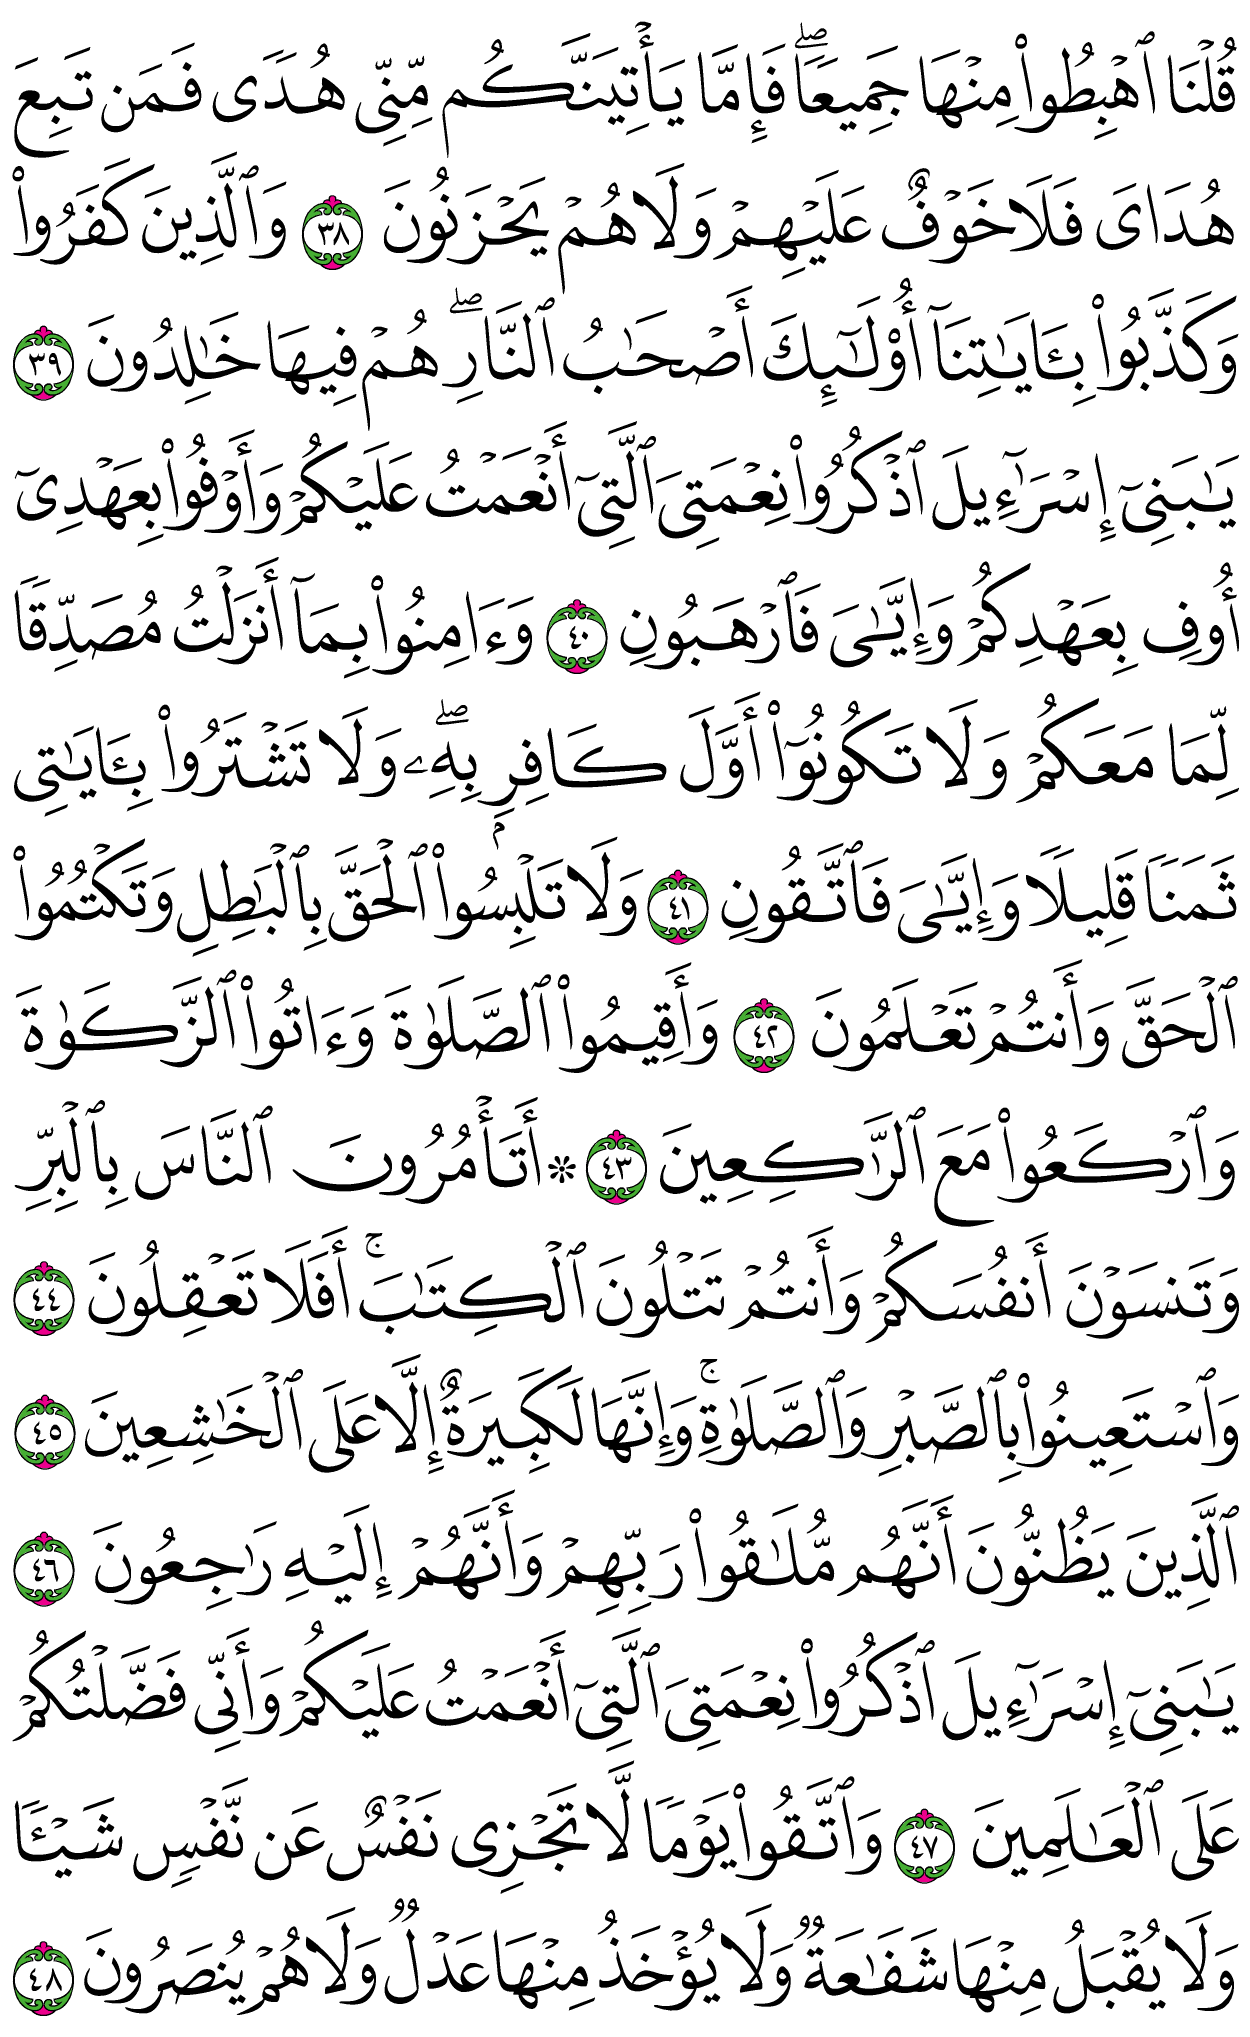 قُلْنَا ٱهْبِطُوا۟ مِنْهَا جَمِيعًا ۖ فَإِمَّا يَأْتِيَنَّكُم مِّنِّى هُدًى فَمَن تَبِعَ
هُدَاىَ فَلَا خَوْفٌ عَلَيْهِمْ وَلَا هُمْ يَحْزَنُونَ ٣٨ وَٱلَّذِينَ كَفَرُوا۟
وَكَذَّبُوا۟ بِـَٔايَـٰتِنَآ أُو۟لَـٰٓئِكَ أَصْحَـٰبُ ٱلنَّارِ ۖ هُمْ فِيهَا خَـٰلِدُونَ ٣٩
يَـٰبَنِىٓ إِسْرَٰٓءِيلَ ٱذْكُرُوا۟ نِعْمَتِىَ ٱلَّتِىٓ أَنْعَمْتُ عَلَيْكُمْ وَأَوْفُوا۟ بِعَهْدِىٓ
أُوفِ بِعَهْدِكُمْ وَإِيَّـٰىَ فَٱرْهَبُونِ ٤٠ وَءَامِنُوا۟ بِمَآ أَنزَلْتُ مُصَدِّقًا
لِّمَا مَعَكُمْ وَلَا تَكُونُوٓا۟ أَوَّلَ كَافِرٍۭ بِهِۦ ۖ وَلَا تَشْتَرُوا۟ بِـَٔايَـٰتِى
ثَمَنًا قَلِيلًا وَإِيَّـٰىَ فَٱتَّقُونِ ٤١ وَلَا تَلْبِسُوا۟ ٱلْحَقَّ بِٱلْبَـٰطِلِ وَتَكْتُمُوا۟
ٱلْحَقَّ وَأَنتُمْ تَعْلَمُونَ ٤٢ وَأَقِيمُوا۟ ٱلصَّلَوٰةَ وَءَاتُوا۟ ٱلزَّكَوٰةَ
وَٱرْكَعُوا۟ مَعَ ٱلرَّٰكِعِينَ ٤٣ ۞ أَتَأْمُرُونَ ٱلنَّاسَ بِٱلْبِرِّ
وَتَنسَوْنَ أَنفُسَكُمْ وَأَنتُمْ تَتْلُونَ ٱلْكِتَـٰبَ ۚ أَفَلَا تَعْقِلُونَ ٤٤
وَٱسْتَعِينُوا۟ بِٱلصَّبْرِ وَٱلصَّلَوٰةِ ۚ وَإِنَّهَا لَكَبِيرَةٌ إِلَّا عَلَى ٱلْخَـٰشِعِينَ ٤٥
ٱلَّذِينَ يَظُنُّونَ أَنَّهُم مُّلَـٰقُوا۟ رَبِّهِمْ وَأَنَّهُمْ إِلَيْهِ رَٰجِعُونَ ٤٦
يَـٰبَنِىٓ إِسْرَٰٓءِيلَ ٱذْكُرُوا۟ نِعْمَتِىَ ٱلَّتِىٓ أَنْعَمْتُ عَلَيْكُمْ وَأَنِّى فَضَّلْتُكُمْ
عَلَى ٱلْعَـٰلَمِينَ ٤٧ وَٱتَّقُوا۟ يَوْمًا لَّا تَجْزِى نَفْسٌ عَن نَّفْسٍ شَيْـًٔا
وَلَا يُقْبَلُ مِنْهَا شَفَـٰعَةٌ وَلَا يُؤْخَذُ مِنْهَا عَدْلٌ وَلَا هُمْ يُنصَرُونَ ٤٨